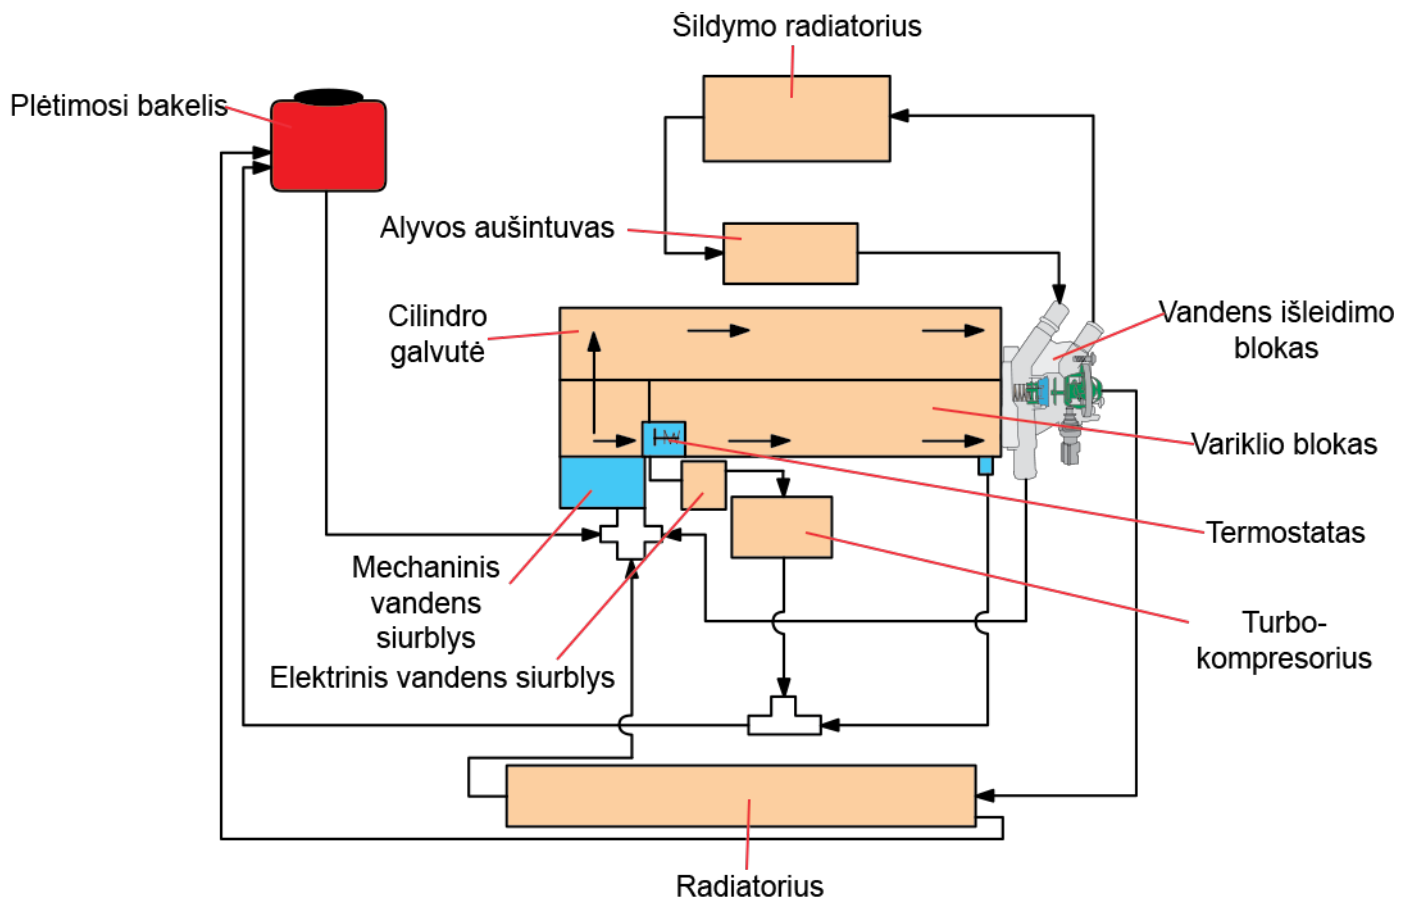 Šildymo radiatorius
Plėtimosi bakelis
Alyvos aušintuvas
Cilindro
galvutė
Vandens išleidimo
blokas
Variklio blokas
Termostatas
Mechaninis
vandens
siurblys
Turbo-
kompresorius
Elektrinis vandens siurblys
Radiatorius